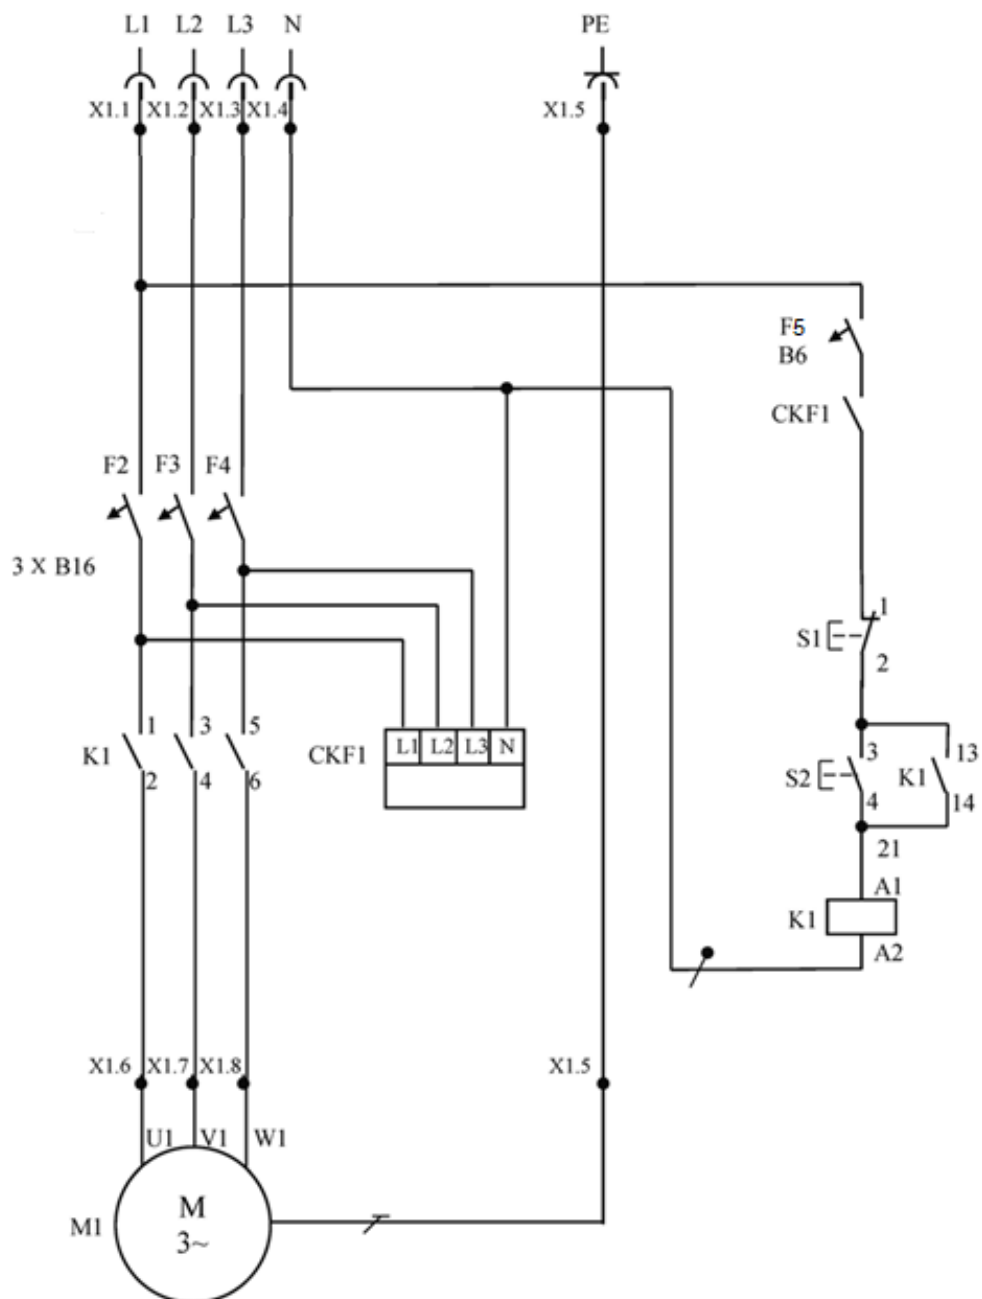 L1 L2 L3 N PE
X1.1 X1.2 X1.3 X1.4 X1.5
F5
B6
CKF1
F2 F3 F4
3 X B16
1
S1
2
1 3 5
K1 CKF1 L1 L2 L3 N
2 4 6
3 13
S2 K1
4 14
21
A1
K1
A2
X1.6 X1.7 X1.8 X1.5
U1 V1 W1
M
M1
3~